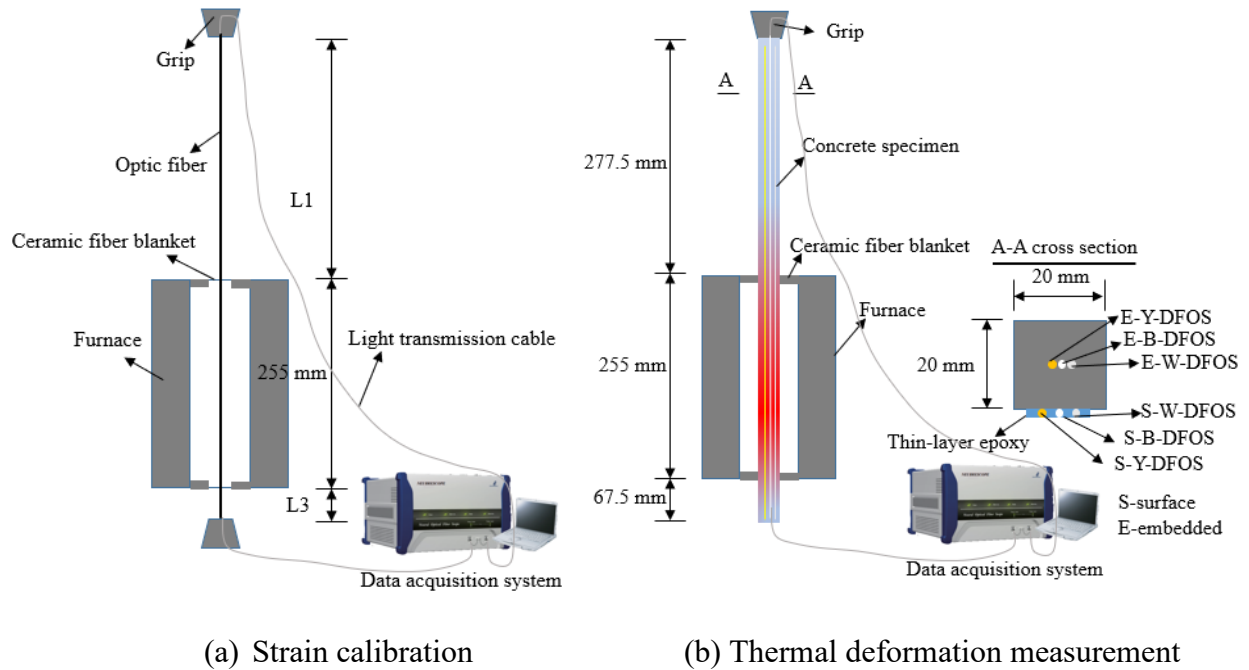 Grip
Optic fiber
L1
Ceramic fiber blanket
Furnace
255 mm
Light transmission cable
L3
Data acquisition system
(a) Strain calibration
Grip
A
A
277.5 mm
Concrete specimen
Ceramic fiber blanket
Furnace
255 mm
67.5 mm
A-A cross section
20 mm
20 mm
E-Y-DFOS
E-B-DFOS
E-W-DFOS
S-W-DFOS
Thin-layer epoxy
S-B-DFOS
S-Y-DFOS
S-surface
E-embedded
Data acquisition system
(b) Thermal deformation measurement